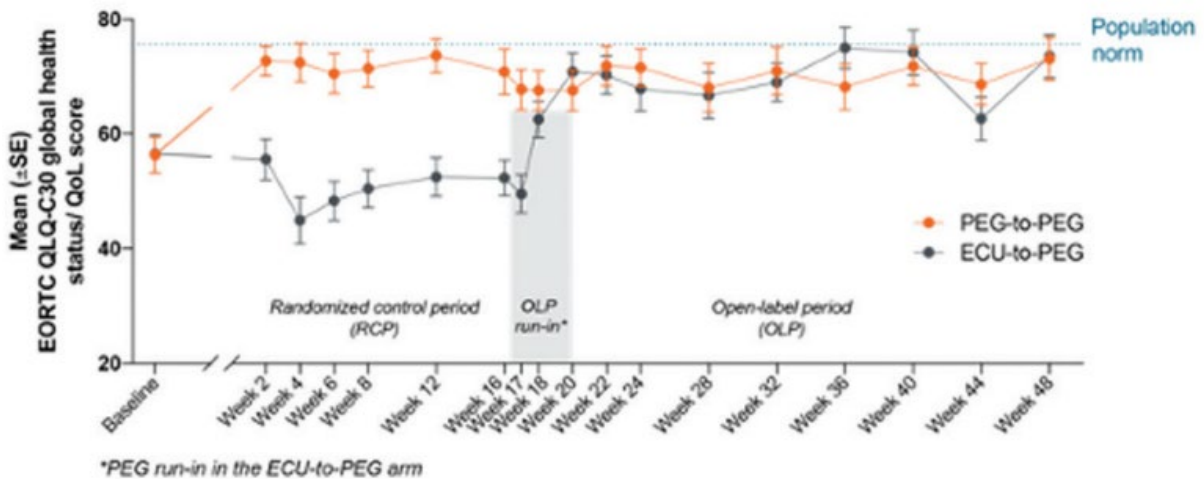 Mean (±SE)
EORTC QLQ-C30 global health
status/ QoL score
80
60
40
20
Population
norm
PEG-to-PEG
ECU-to-PEG
Randomized control period
(RCP)
OLP
run-in*
Open-label period
(OLP)
Baseline
Week 2
Week 4
Week 6
Week 8
Week 12
Week 16
Week 17
Week 18
Week 20
Week 22
Week 24
Week 28
Week 32
Week 36
Week 40
Week 44
Week 48
*PEG run-in in the ECU-to-PEG arm